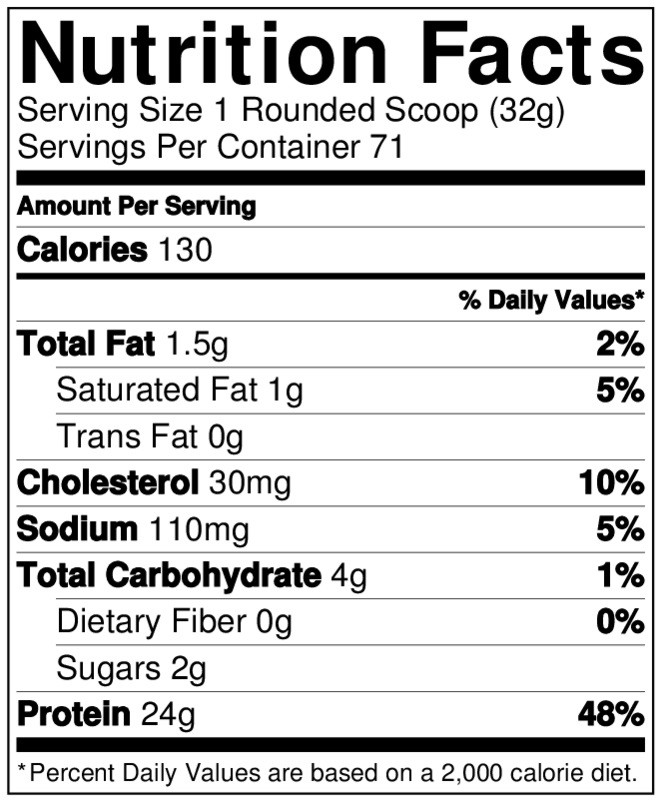 Nutrition Facts
Serving Size 1 Rounded Scoop (32g)
Servings Per Container 71
Amount Per Serving
Calories 130
% Daily Values*
Total Fat 1.5g 2%
Saturated Fat 1g 5%
Trans Fat 0g
Cholesterol 30mg 10%
Sodium 110mg 5%
Total Carbohydrate 4g 1%
Dietary Fiber 0g 0%
Sugars 2g
Protein 24g 48%
*Percent Daily Values are based on a 2,000 calorie diet.